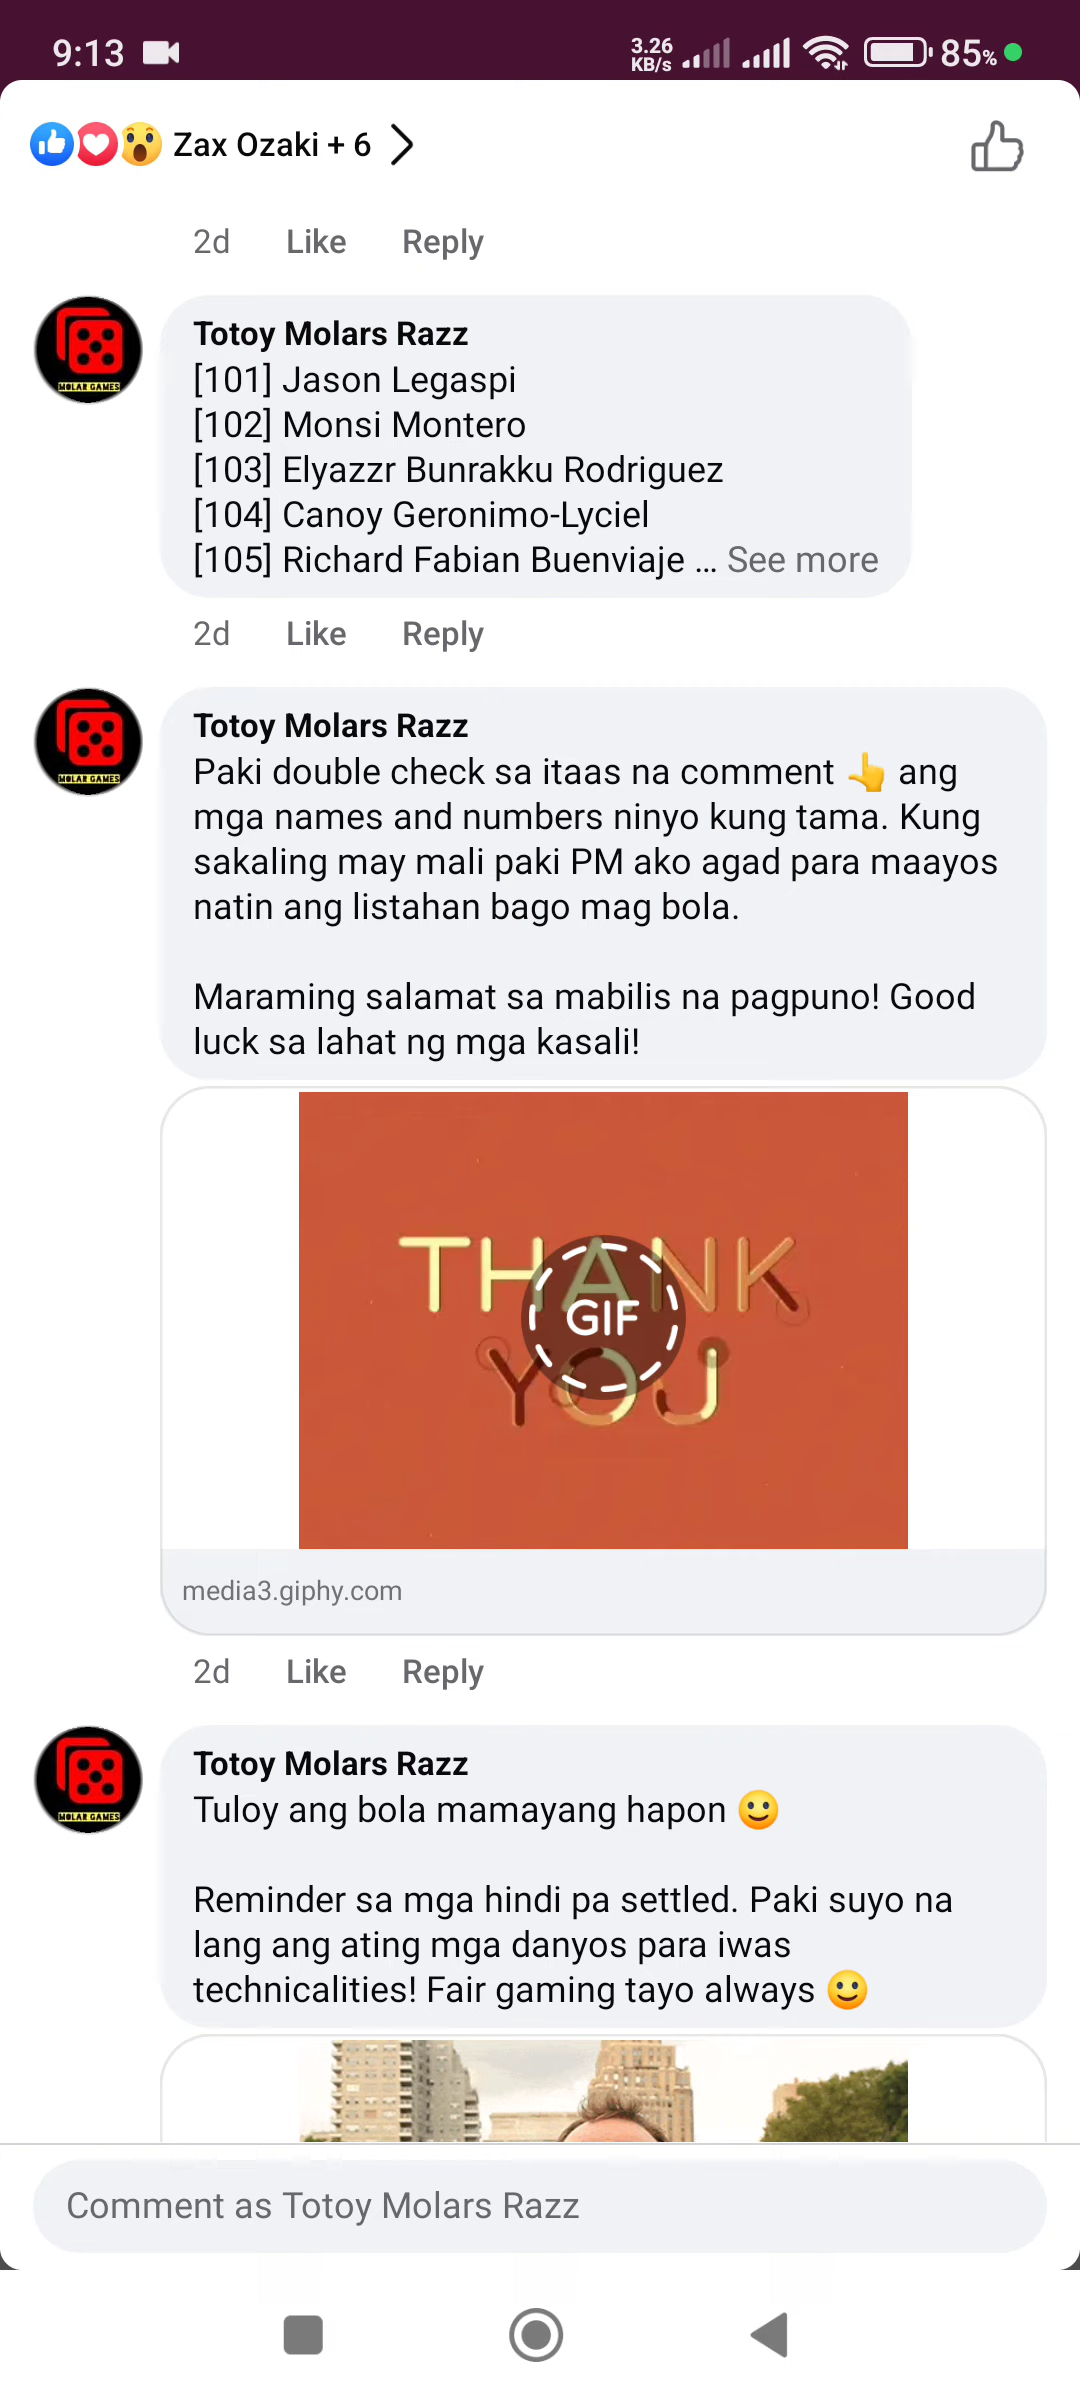 9:13
3.26
KB/s
85%
Zax Ozaki + 6
2d Like Reply
Totoy Molars Razz
[101] Jason Legaspi
[102] Monsi Montero
[103] Elyazzr Bunrakku Rodriguez
[104] Canoy Geronimo-Lyciel
[105] Richard Fabian Buenviaje ... See more
MOLAR GAMES
2d Like Reply
Totoy Molars Razz
Paki double check sa itaas na comment 👆 ang
mga names and numbers ninyo kung tama. Kung
sakaling may mali paki PM ako agad para maayos
natin ang listahan bago mag bola.
Maraming salamat sa mabilis na pagpuno! Good
luck sa lahat ng mga kasali!
MOLAR GAMES
THANK
GIF
YOU
media3.giphy.com
2d Like Reply
Totoy Molars Razz
Tuloy ang bola mamayang hapon 🙂
Reminder sa mga hindi pa settled. Paki suyo na
lang ang ating mga danyos para iwas
technicalities! Fair gaming tayo always 🙂
MOLAR GAMES
Comment as Totoy Molars Razz